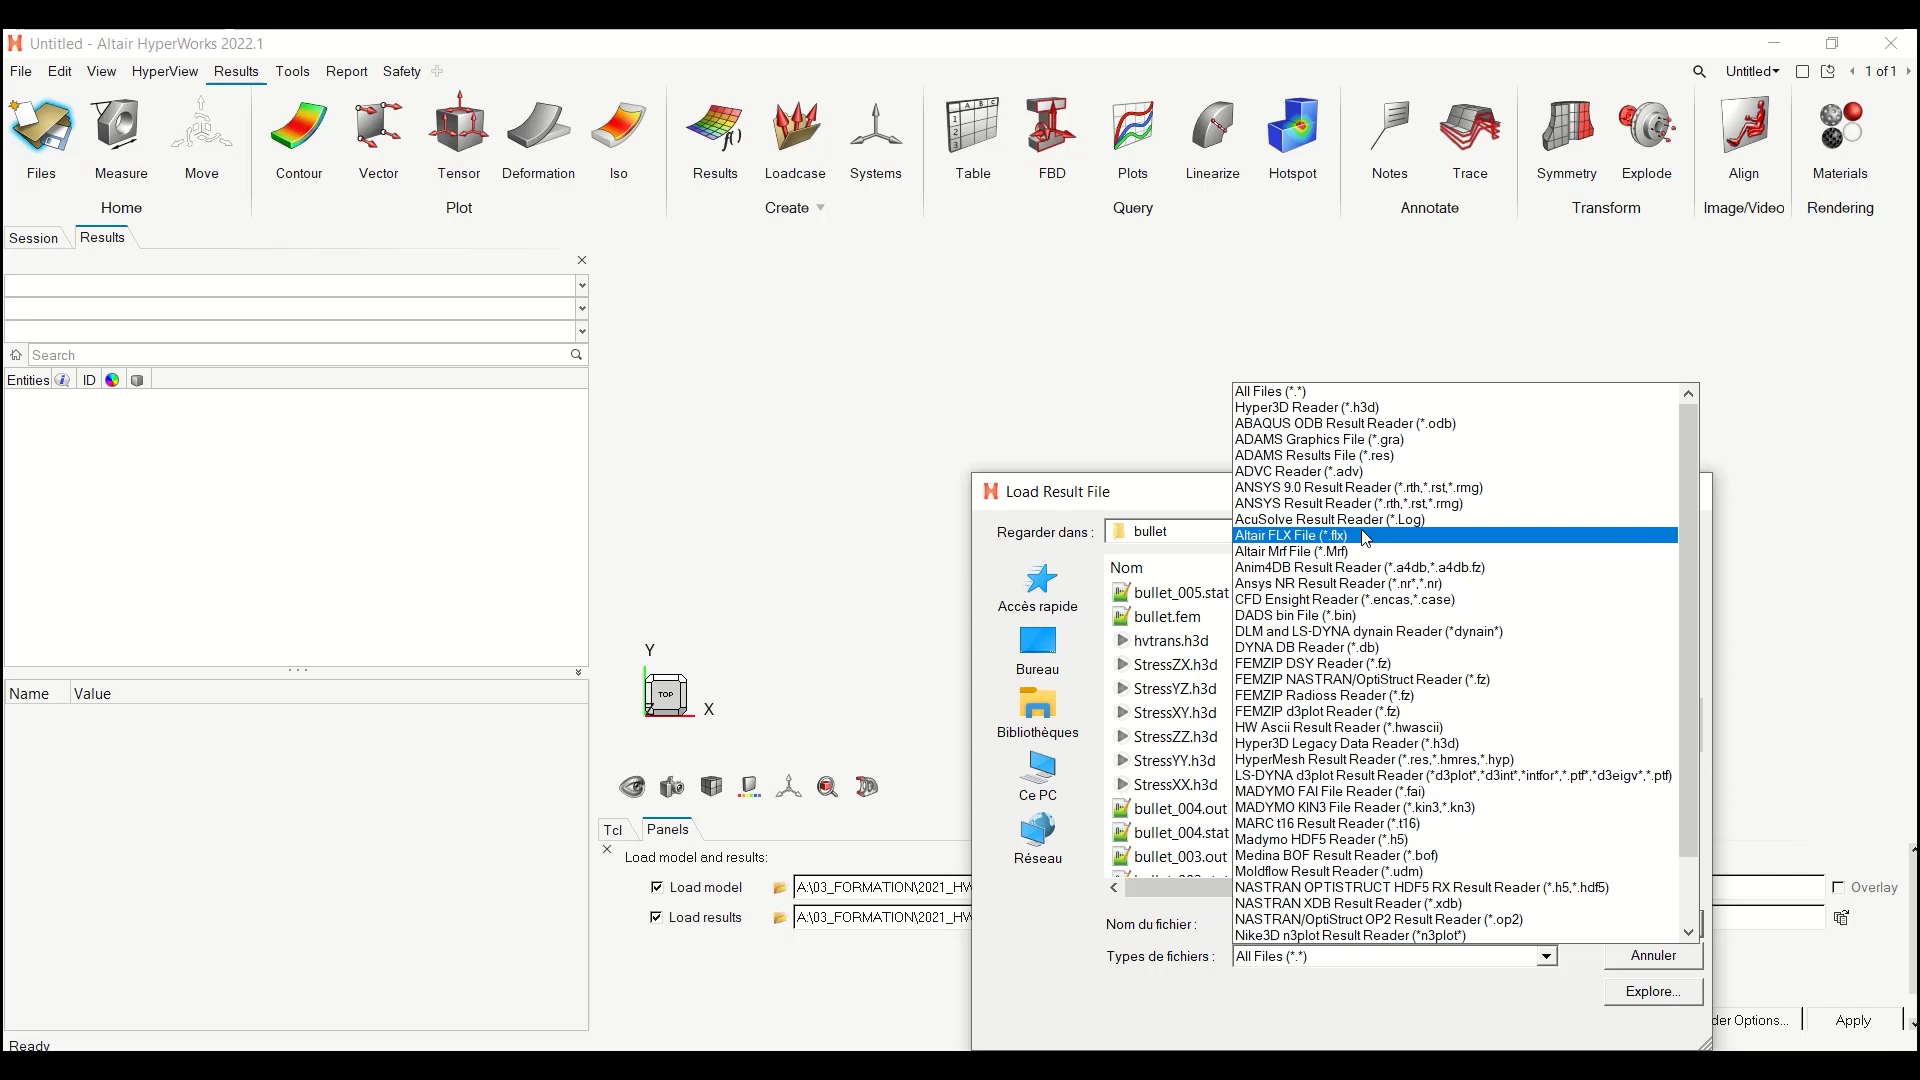 Untitled - Altair HyperWorks 2022.1
File Edit View HyperView Results Tools Report Safety
Untitled 1 of 1
Files Measure Move Contour Vector Tensor Deformation Iso Results Loadcase Systems Table FBD Plots Linearize Hotspot Notes Trace Symmetry Explode Align Materials
Home Plot Create Query Annotate Transform Image/Video Rendering
Session Results
Search
Entities ID
Name Value
Y
TOP
Z
X
Tcl Panels
Load model and results:
Load model A:\03_FORMATION\2021_HW
Overlay
Load results A:\03_FORMATION\2021_HW
der Options... Apply
Ready
Load Result File
Regarder dans : bullet
Accès rapide
Bureau
Bibliothèques
Ce PC
Réseau
Nom
bullet_005.stat
bullet.fem
hvtrans.h3d
StressZX.h3d
StressYZ.h3d
StressXY.h3d
StressZZ.h3d
StressYY.h3d
StressXX.h3d
bullet_004.out
bullet_004.stat
bullet_003.out
Nom du fichier :
Types de fichiers : All Files (*.*)
Annuler
Explore...
All Files (*.*)
Hyper3D Reader (*.h3d)
ABAQUS ODB Result Reader (*.odb)
ADAMS Graphics File (*.gra)
ADAMS Results File (*.res)
ADVC Reader (*.adv)
ANSYS 9.0 Result Reader (*.rth,*.rst,*.rmg)
ANSYS Result Reader (*.rth,*.rst,*.rmg)
AcuSolve Result Reader (*.Log)
Altair FLX File (*.flx)
Altair Mrf File (*.Mrf)
Anim4DB Result Reader (*.a4db,*.a4db.fz)
Ansys NR Result Reader (*.nr*,*.nr)
CFD Ensight Reader (*.encas,*.case)
DADS bin File (*.bin)
DLM and LS-DYNA dynain Reader (*dynain*)
DYNA DB Reader (*.db)
FEMZIP DSY Reader (*.fz)
FEMZIP NASTRAN/OptiStruct Reader (*.fz)
FEMZIP Radioss Reader (*.fz)
FEMZIP d3plot Reader (*.fz)
HW Ascii Result Reader (*.hwascii)
Hyper3D Legacy Data Reader (*.h3d)
HyperMesh Result Reader (*.res,*.hmres,*.hyp)
LS-DYNA d3plot Result Reader (*d3plot*,*d3int*,*intfor*,*.ptf*,*d3eigv*,*.ptf)
MADYMO FAI File Reader (*.fai)
MADYMO KIN3 File Reader (*.kin3,*.kn3)
MARC t16 Result Reader (*.t16)
Madymo HDF5 Reader (*.h5)
Medina BOF Result Reader (*.bof)
Moldflow Result Reader (*.udm)
NASTRAN OPTISTRUCT HDF5 RX Result Reader (*.h5,*.hdf5)
NASTRAN XDB Result Reader (*.xdb)
NASTRAN/OptiStruct OP2 Result Reader (*.op2)
Nike3D n3plot Result Reader (*n3plot*)